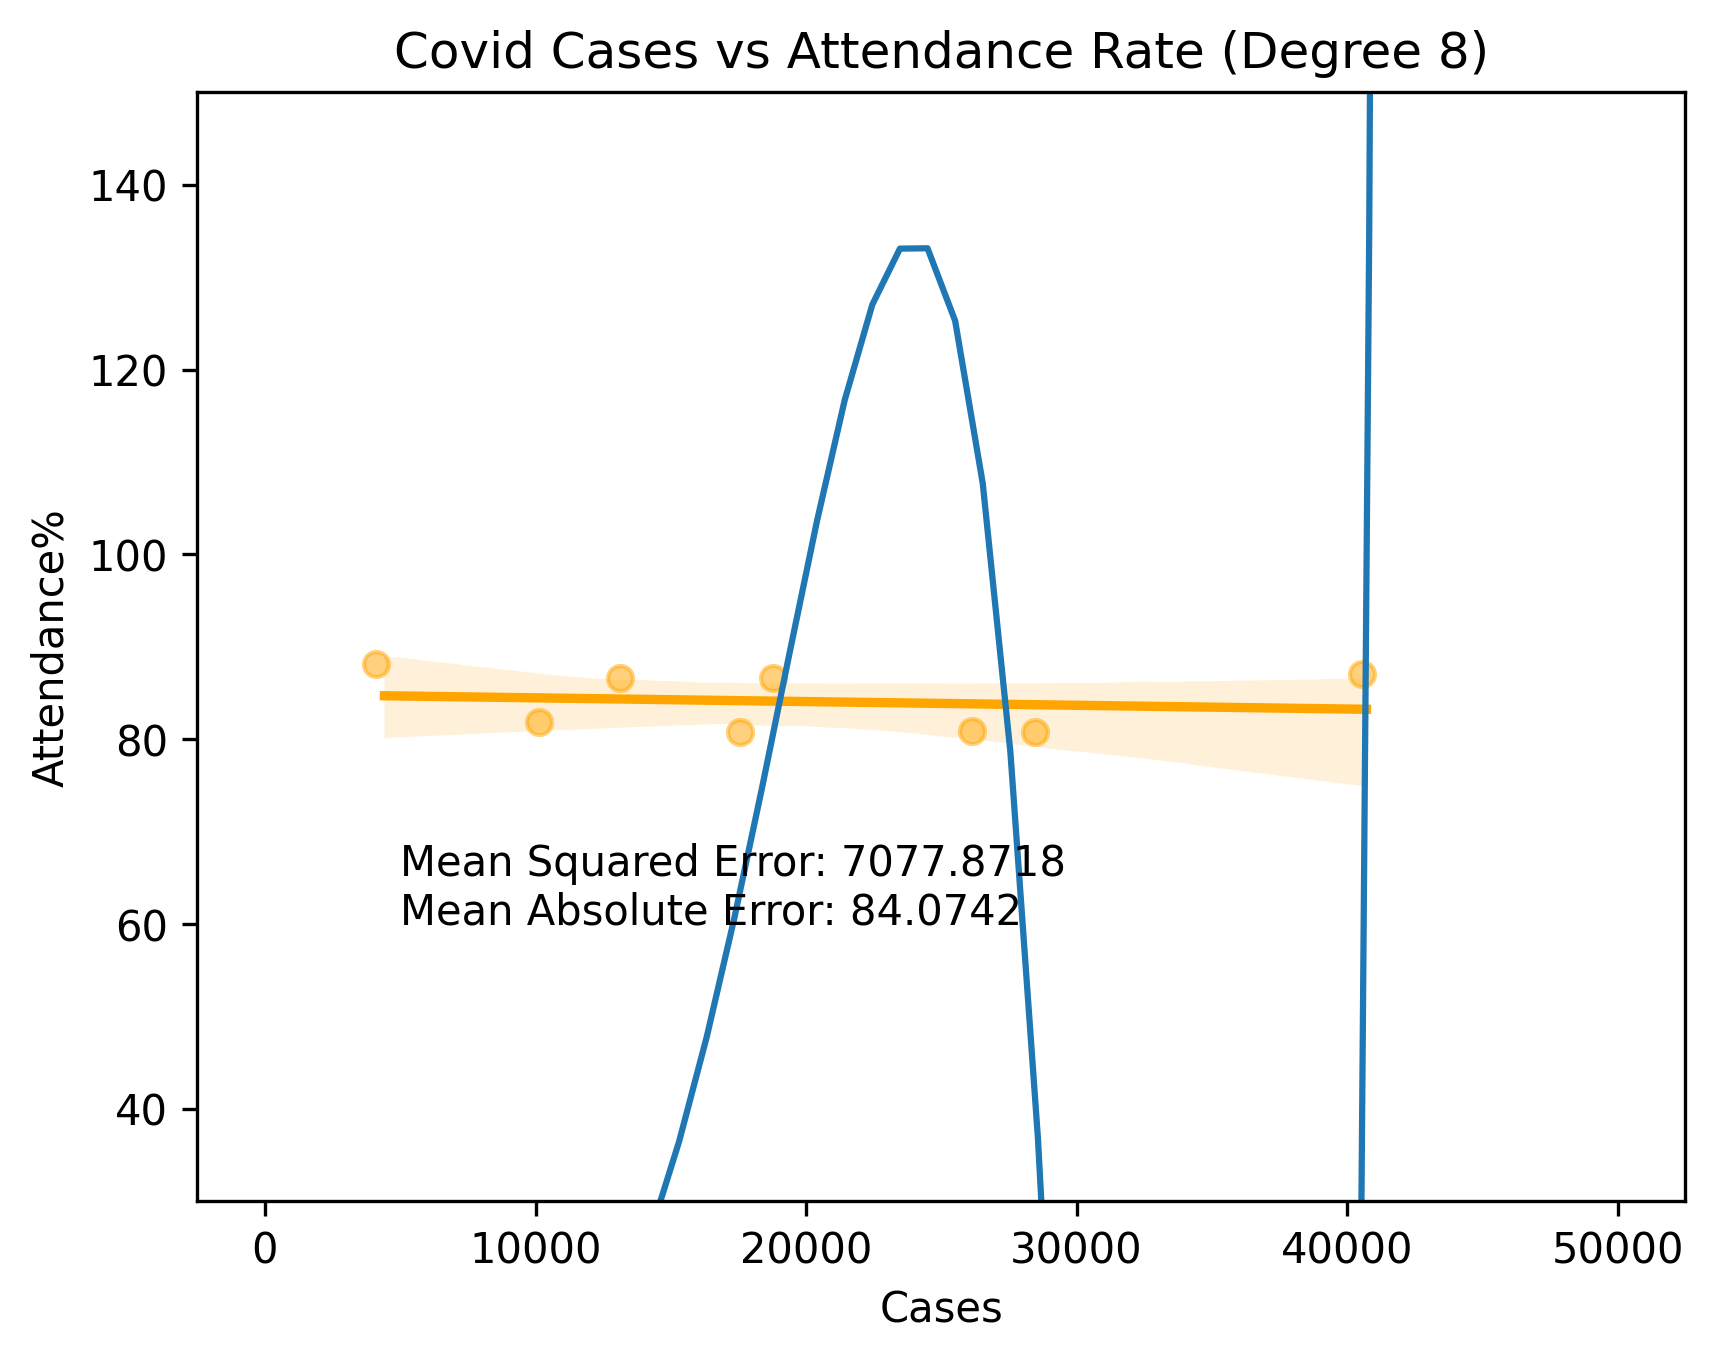 Covid Cases vs Attendance Rate (Degree 8)
140
120
100
80
60
40
Attendance%
Mean Squared Error: 7077.8718
Mean Absolute Error: 84.0742
0 10000 20000 30000 40000 50000
Cases